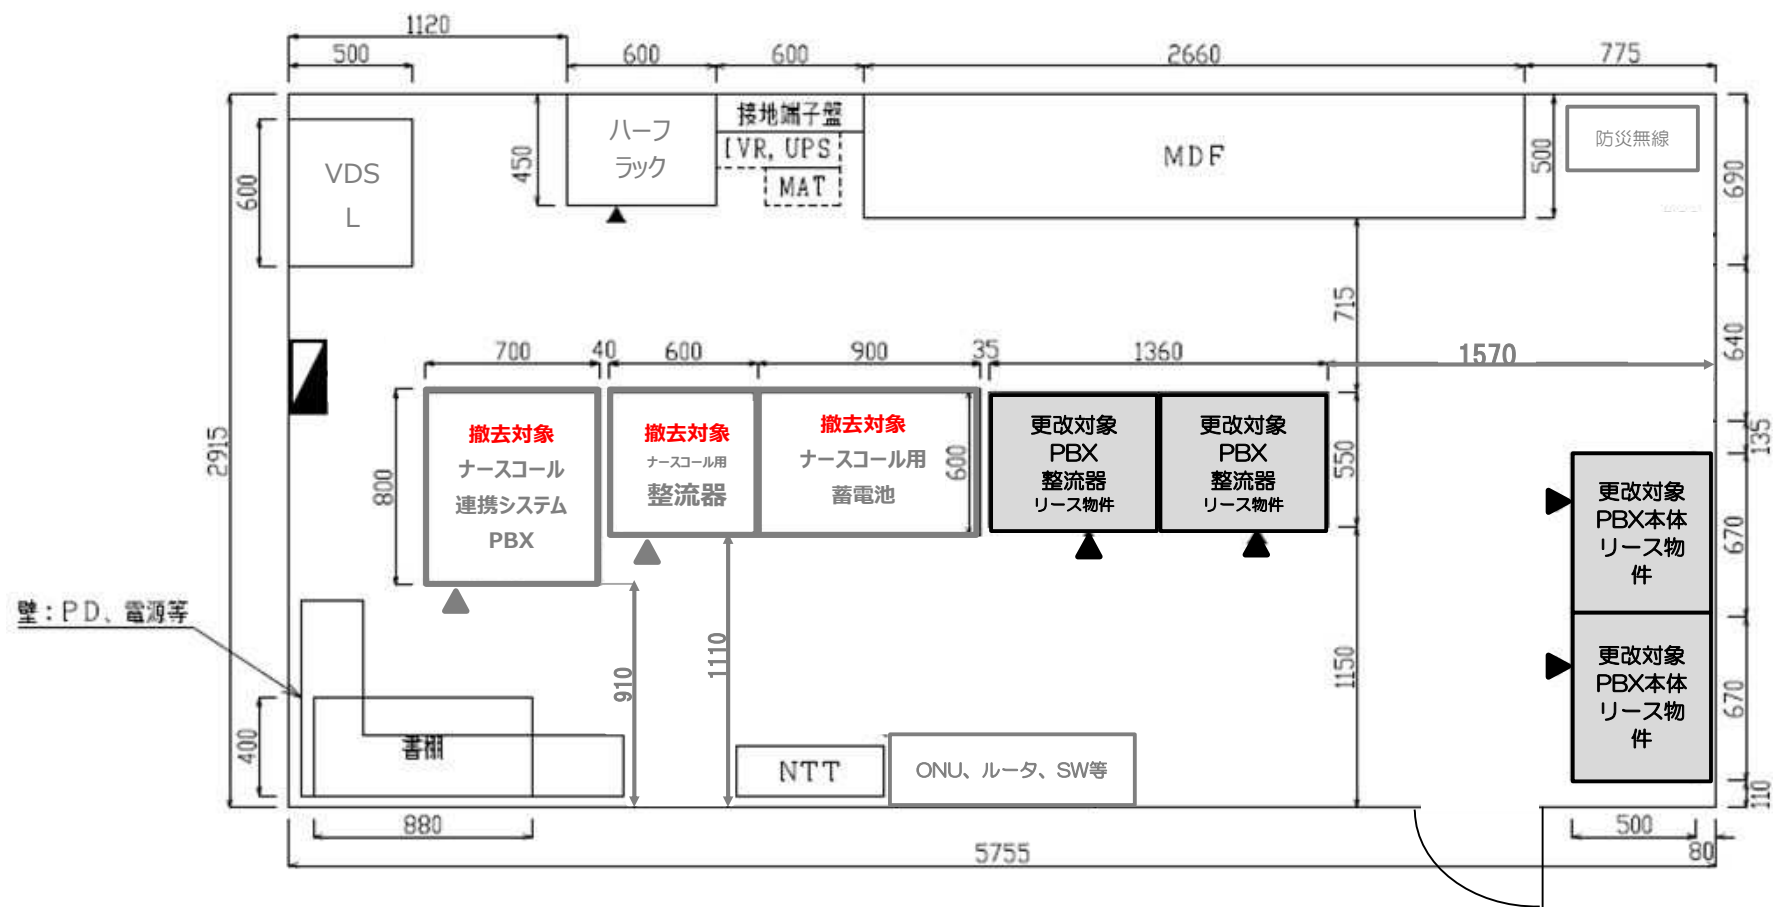 1120
500
600
600
2660
775
接地端子盤
ハーフ
ラック
IVR, UPS
MAT
MDF
防災無線
VDS
L
600
450
500
690
715
640
700
40
600
900
35
1360
1570
2915
135
撤去対象
ナースコール
連携システム
PBX
800
撤去対象
ナースコール用
整流器
撤去対象
ナースコール用
蓄電池
600
更改対象
PBX
整流器
リース物件
更改対象
PBX
整流器
リース物件
550
更改対象
PBX本体
リース物
件
670
壁：PD、電源等
910
1110
1150
更改対象
PBX本体
リース物
件
670
400
書棚
NTT
ONU、ルータ、SW等
110
880
500
80
5755